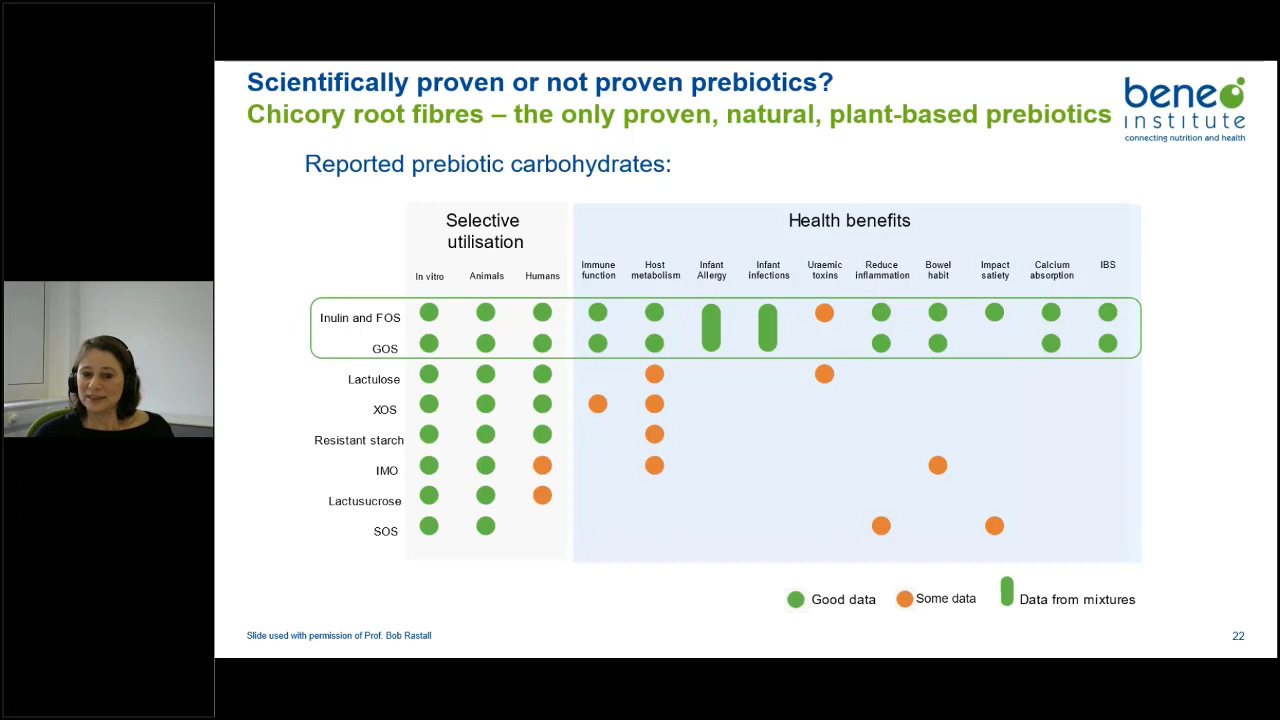 Scientifically proven or not proven prebiotics?
Chicory root fibres – the only proven, natural, plant-based prebiotics
beneo
institute
connecting nutrition and health
Reported prebiotic carbohydrates:
Selective
utilisation
Health benefits
In vitro
Animals
Humans
Immune
function
Host
metabolism
Infant
Allergy
Infant
infections
Uraemic
toxins
Reduce
inflammation
Bowel
habit
Impact
satiety
Calcium
absorption
IBS
Inulin and FOS
GOS
Lactulose
XOS
Resistant starch
IMO
Lactusucrose
SOS
Good data
Some data
Data from mixtures
Slide used with permission of Prof. Bob Rastall
22